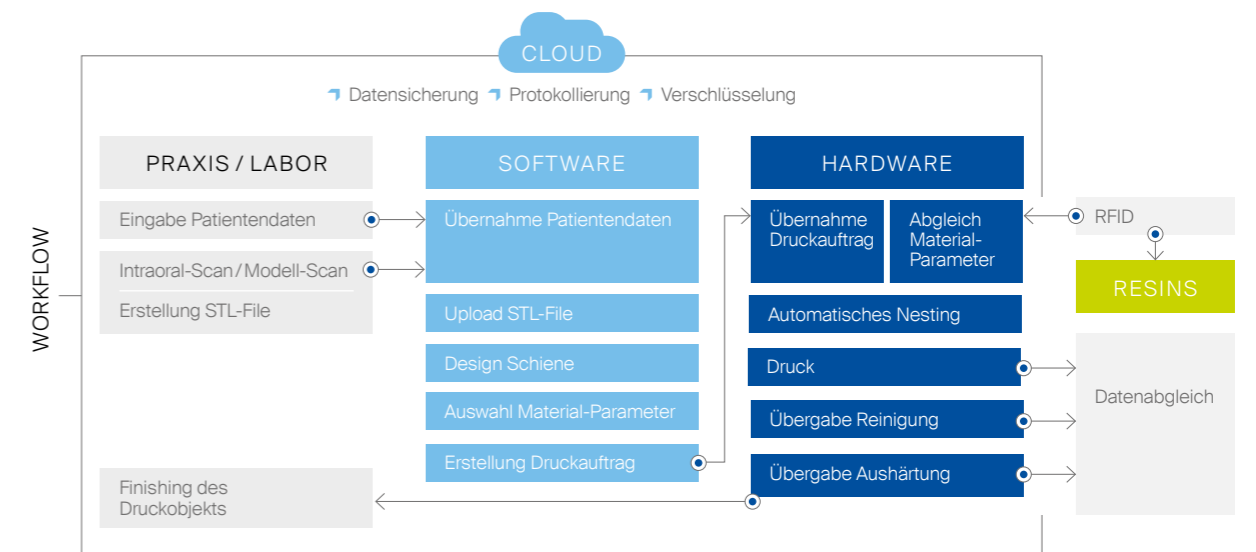 CLOUD
Datensicherung Protokollierung Verschlüsselung
WORKFLOW
PRAXIS / LABOR
Eingabe Patientendaten
Intraoral-Scan / Modell-Scan
Erstellung STL-File
Finishing des
Druckobjekts
SOFTWARE
Übernahme Patientendaten
Upload STL-File
Design Schiene
Auswahl Material-Parameter
Erstellung Druckauftrag
HARDWARE
Übernahme
Druckauftrag
Abgleich
Material-
Parameter
Automatisches Nesting
Druck
Übergabe Reinigung
Übergabe Aushärtung
RFID
RESINS
Datenabgleich